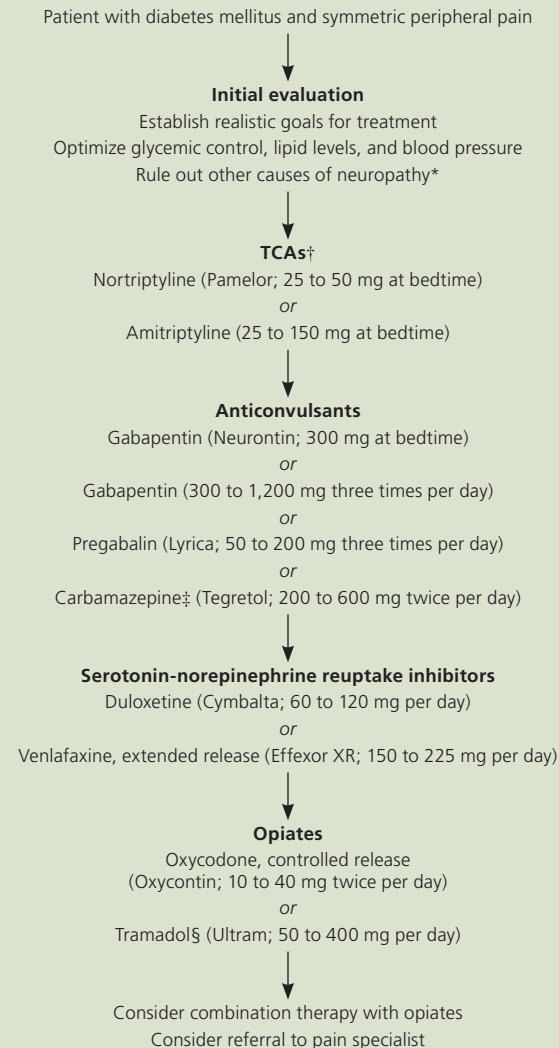 Patient with diabetes mellitus and symmetric peripheral pain
Initial evaluation
Establish realistic goals for treatment
Optimize glycemic control, lipid levels, and blood pressure
Rule out other causes of neuropathy*
TCAs†
Nortriptyline (Pamelor; 25 to 50 mg at bedtime)
or
Amitriptyline (25 to 150 mg at bedtime)
Anticonvulsants
Gabapentin (Neurontin; 300 mg at bedtime)
or
Gabapentin (300 to 1,200 mg three times per day)
or
Pregabalin (Lyrica; 50 to 200 mg three times per day)
or
Carbamazepine‡ (Tegretol; 200 to 600 mg twice per day)
Serotonin-norepinephrine reuptake inhibitors
Duloxetine (Cymbalta; 60 to 120 mg per day)
or
Venlafaxine, extended release (Effexor XR; 150 to 225 mg per day)
Opiates
Oxycodone, controlled release
(Oxycontin; 10 to 40 mg twice per day)
or
Tramadol§ (Ultram; 50 to 400 mg per day)
Consider combination therapy with opiates
Consider referral to pain specialist